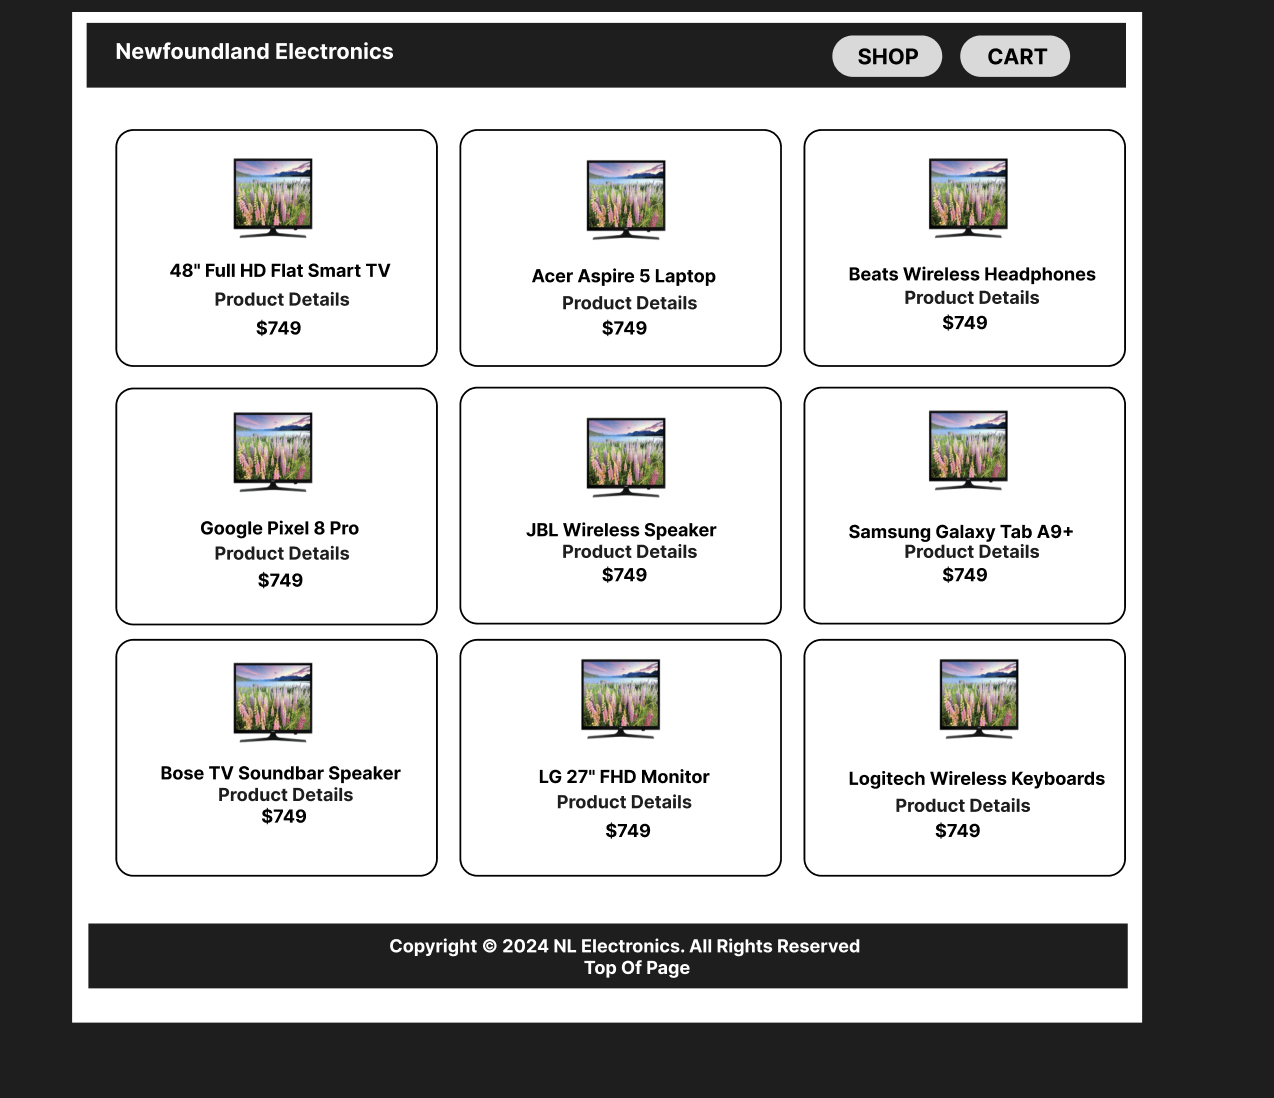 Newfoundland Electronics
SHOP
CART
48" Full HD Flat Smart TV
Product Details
$749
Acer Aspire 5 Laptop
Product Details
$749
Beats Wireless Headphones
Product Details
$749
Google Pixel 8 Pro
Product Details
$749
JBL Wireless Speaker
Product Details
$749
Samsung Galaxy Tab A9+
Product Details
$749
Bose TV Soundbar Speaker
Product Details
$749
LG 27" FHD Monitor
Product Details
$749
Logitech Wireless Keyboards
Product Details
$749
Copyright © 2024 NL Electronics. All Rights Reserved
Top Of Page